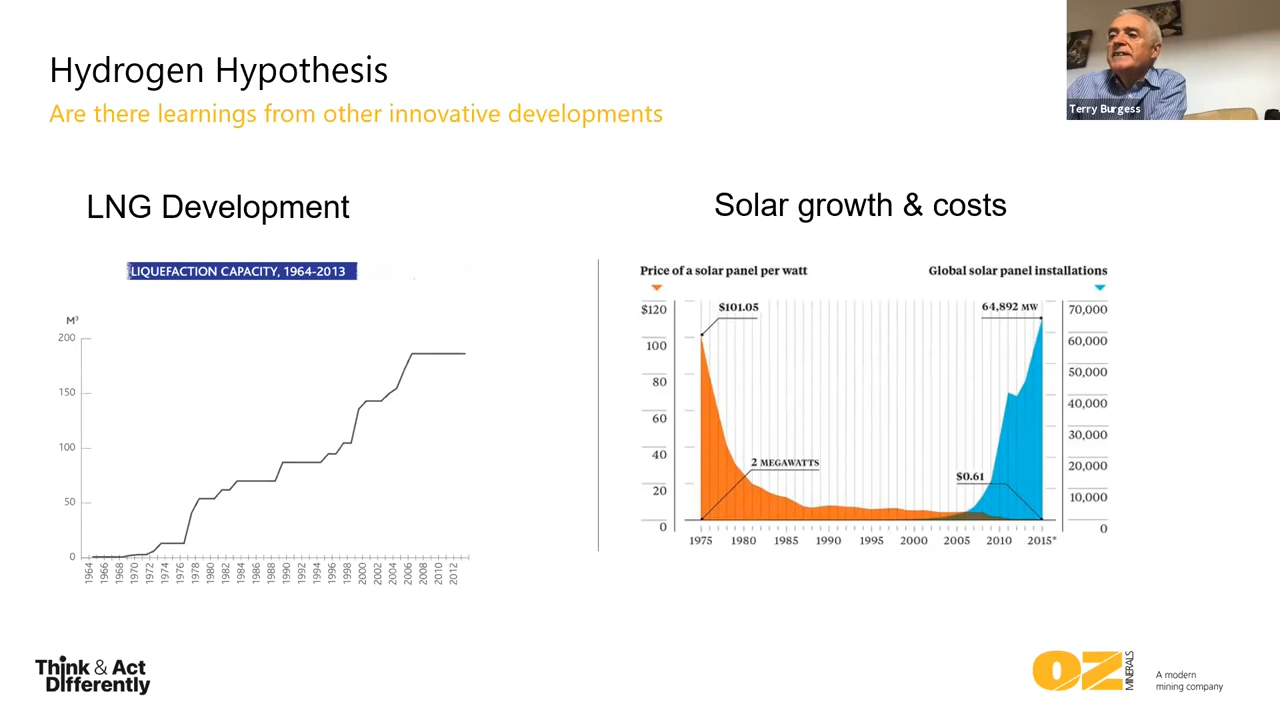 Hydrogen Hypothesis
Are there learnings from other innovative developments
Terry Burgess
LNG Development
LIQUEFACTION CAPACITY, 1964-2013
M³
200
150
100
50
0
1964 1966 1968 1970 1972 1974 1976 1978 1980 1982 1984 1986 1988 1990 1992 1994 1996 1998 2000 2002 2004 2006 2008 2010 2012
Solar growth & costs
Price of a solar panel per watt
Global solar panel installations
$101.05
64,892 MW
2 MEGAWATTS
$0.61
$120
100
80
60
40
20
0
70,000
60,000
50,000
40,000
30,000
20,000
10,000
0
1975 1980 1985 1990 1995 2000 2005 2010 2015*
Think & Act
Differently
OZ MINERALS
A modern
mining company